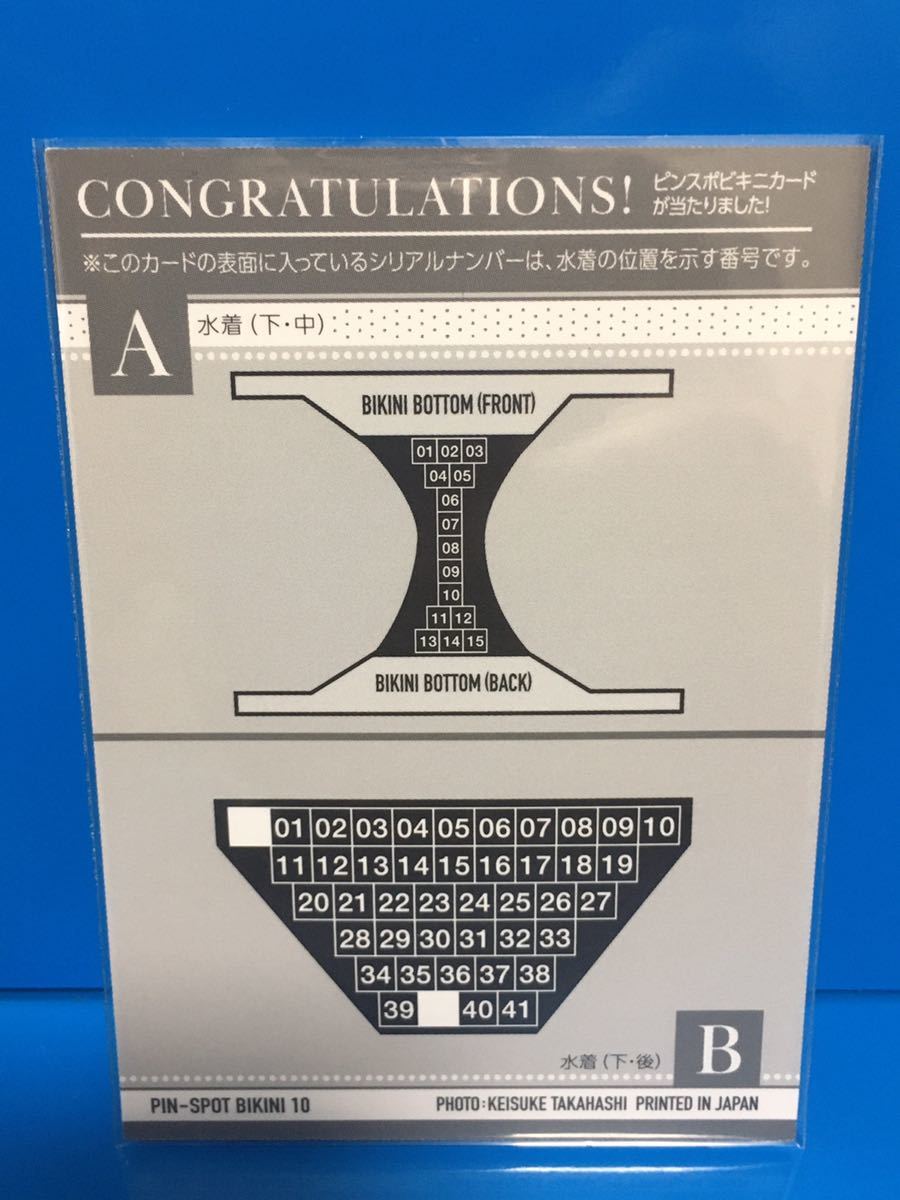 CONGRATULATIONS! ピンスポビキニカード
が当たりました!
※このカードの表面に入っているシリアルナンバーは、水着の位置を示す番号です。
A 水着(下・中)
BIKINI BOTTOM (FRONT)
01 02 03
04 05
06
07
08
09
10
11 12
13 14 15
BIKINI BOTTOM (BACK)
01 02 03 04 05 06 07 08 09 10
11 12 13 14 15 16 17 18 19
20 21 22 23 24 25 26 27
28 29 30 31 32 33
34 35 36 37 38
39 40 41
水着(下・後) B
PIN-SPOT BIKINI 10 PHOTO:KEISUKE TAKAHASHI PRINTED IN JAPAN